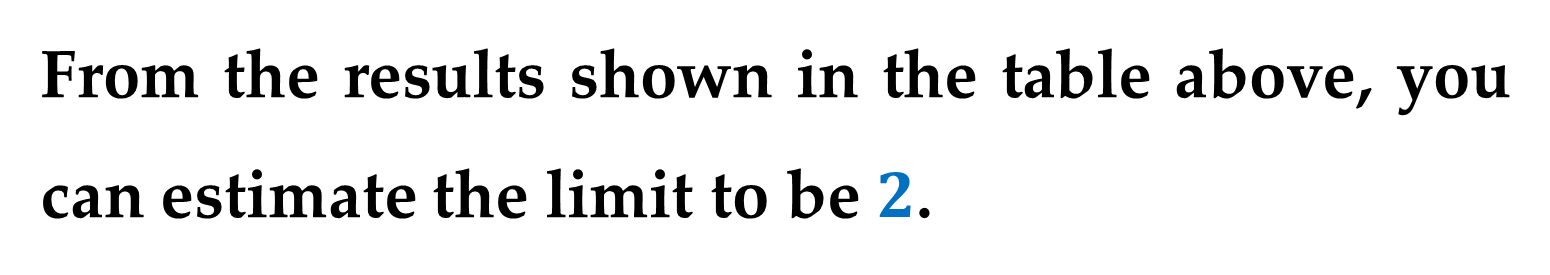 From the results shown in the table above, you
can estimate the limit to be 2.